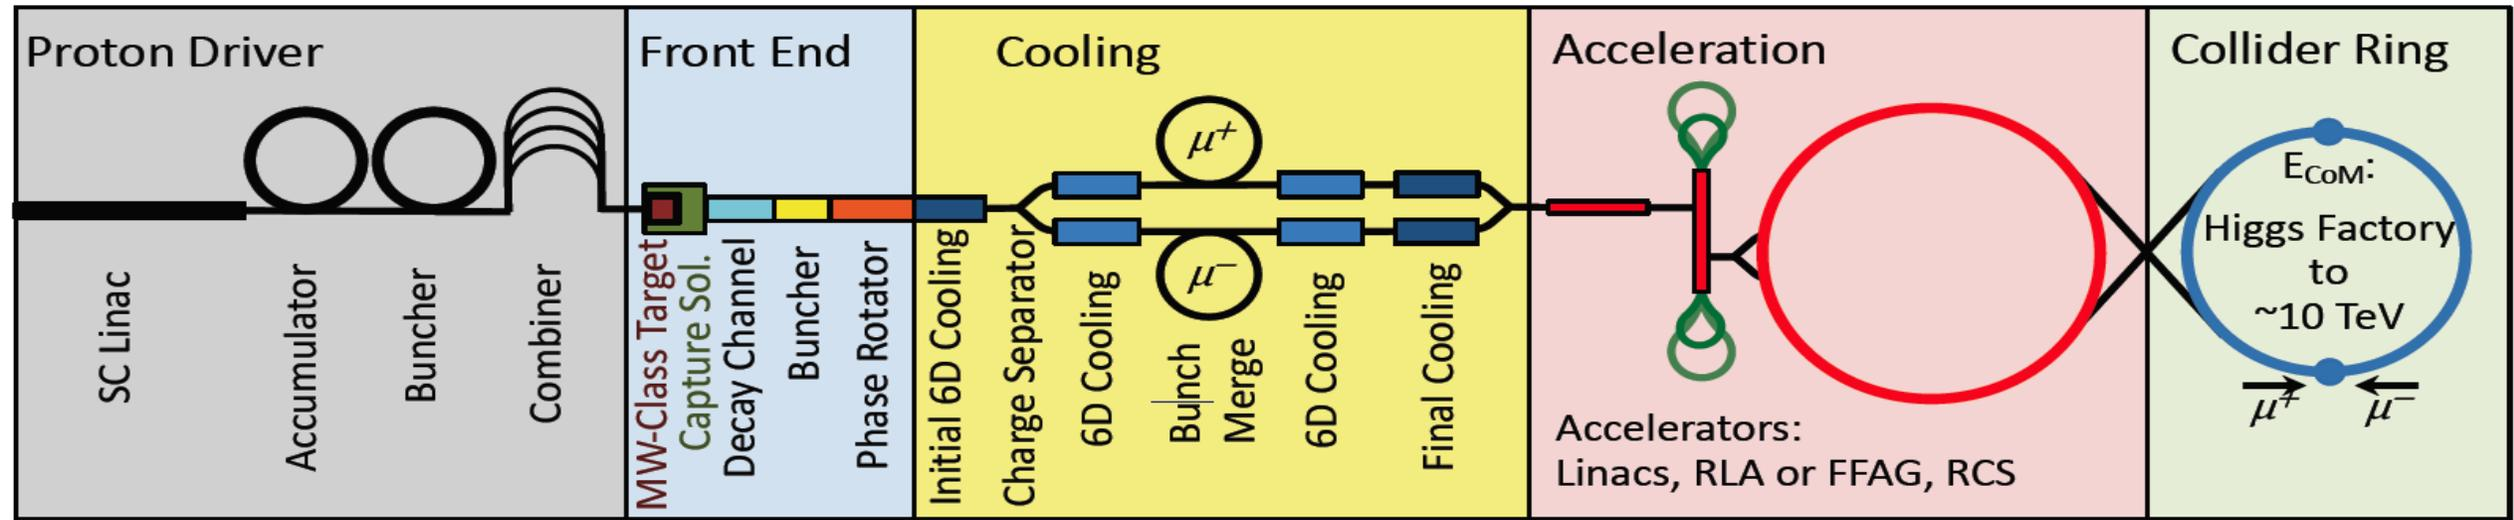 Proton Driver
SC Linac
Accumulator
Buncher
Combiner
Front End
MW-Class Target
Capture Sol.
Decay Channel
Buncher
Phase Rotator
Cooling
μ+
μ−
Initial 6D Cooling
Charge Separator
6D Cooling
Bunch
Merge
6D Cooling
Final Cooling
Acceleration
Accelerators:
Linacs, RLA or FFAG, RCS
Collider Ring
ECoM:
Higgs Factory
to
~10 TeV
μ+ μ−